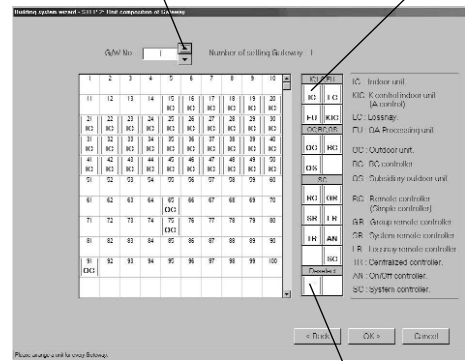 Building system wizard - STEP 2: Unit composition of Gateway
G/W No 1 Number of setting Gateway 1
1 2 3 4 5 6 7 8 9 10
11 12 13 14 15 16 17 18 19 20
IC IC IC IC IC IC
21 22 23 24 25 26 27 28 29 30
IC IC IC IC IC IC IC IC IC IC
31 32 33 34 35 36 37 38 39 40
IC IC IC IC IC IC IC IC IC IC
41 42 43 44 45 46 47 48 49 50
IC IC IC IC IC IC IC IC IC IC
51 52 53 54 55 56 57 58 59 60
61 62 63 64 65 66 67 68 69 70
OC
71 72 73 74 75 76 77 78 79 80
OC
81 82 83 84 85 86 87 88 89 90
91 92 93 94 95 96 97 98 99 100
OC
IC LC
FU KIC
OC,BC,OS
OC BC
OS
SC
RC GR
SR LR
TR AN
SC
Deselect
IC : Indoor unit
KIC : K control indoor unit
(A control)
LC : Lossnay.
FU : OA Processing unit
OC : Outdoor unit.
BC : BC controller
OS : Subsidiary outdoor unit
RC : Remote controller
(Simple controller)
GR : Group remote controller
SR : System remote controller
LR : Lossnay remote controller
TR : Centralized controller.
AN : On/Off controller.
SC : System controller.
< Back OK > Cancel
Please arrange a unit for every Gateway.